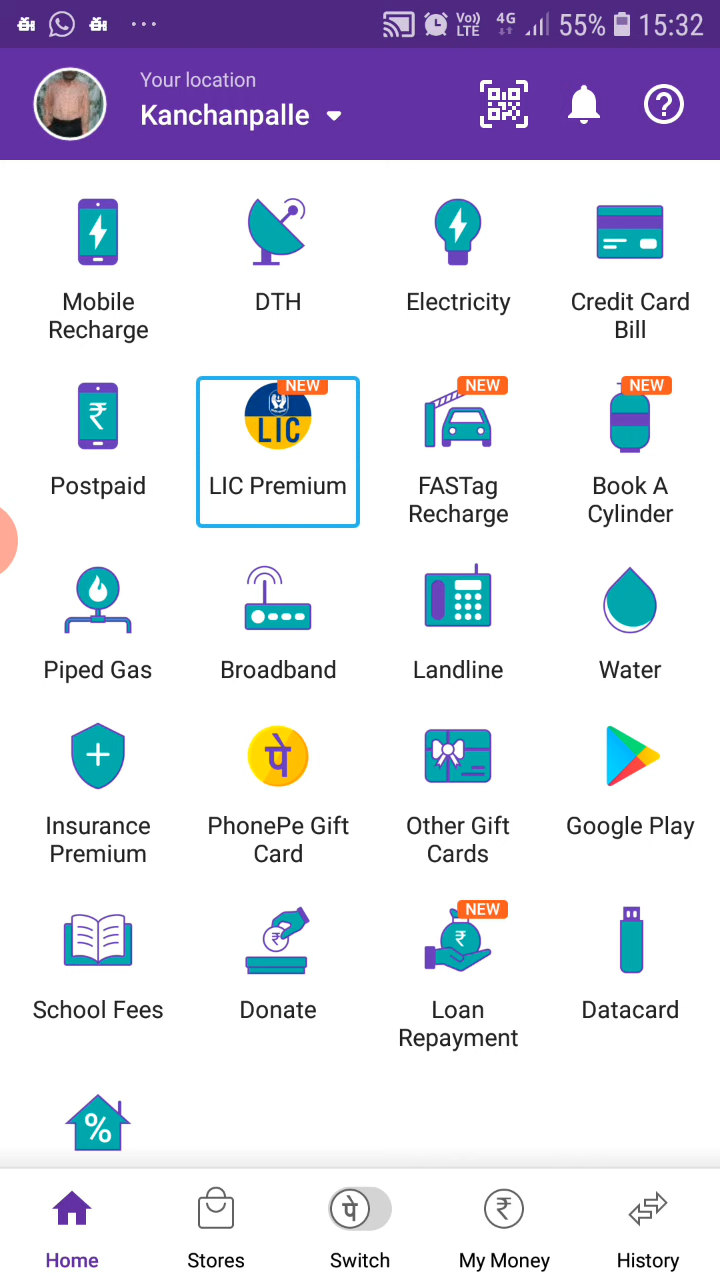 Vo)) 4G
LTE 55% 15:32
Your location
Kanchanpalle
Mobile
Recharge
DTH
Electricity
Credit Card
Bill
₹
Postpaid
NEW
LIC
LIC Premium
NEW
FASTag
Recharge
NEW
Book A
Cylinder
Piped Gas
Broadband
Landline
Water
Insurance
Premium
पे
PhonePe Gift
Card
Other Gift
Cards
Google Play
School Fees
₹
Donate
NEW
₹
Loan
Repayment
Datacard
%
Home
Stores
पे
Switch
₹
My Money
History